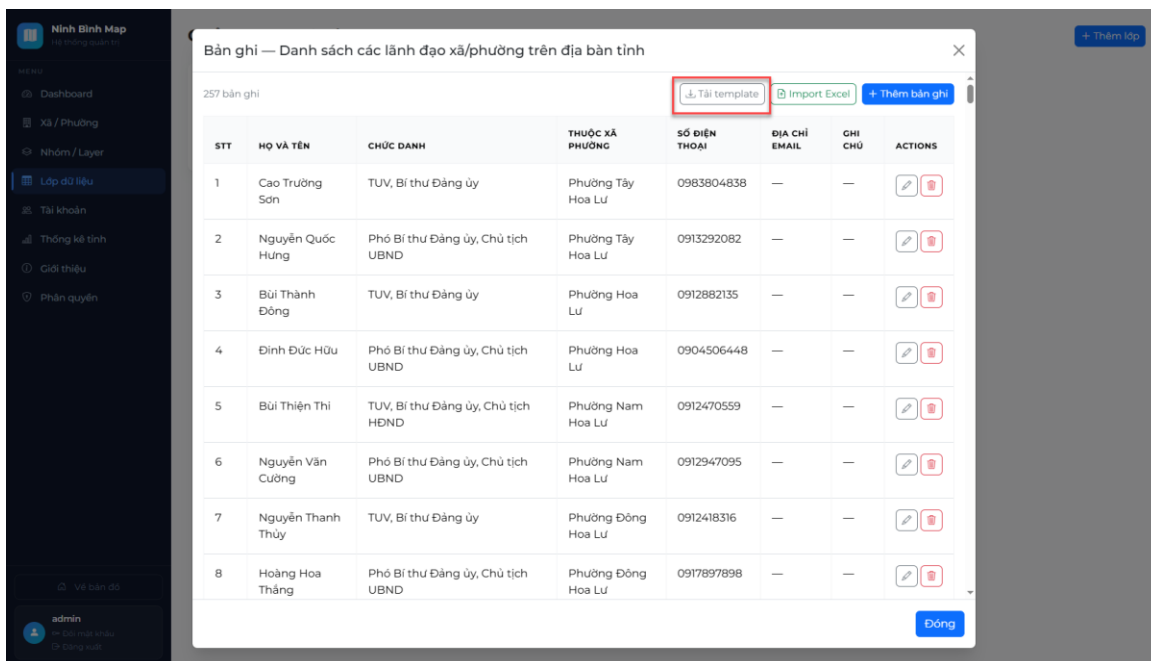 Ninh Bình Map
Hệ thống quản trị
+ Thêm lớp
MENU
Dashboard
Xã / Phường
Nhóm / Layer
Lớp dữ liệu
Tài khoản
Thống kê tỉnh
Giới thiệu
Phân quyền
Về bản đồ
admin
Đổi mật khẩu
Đăng xuất
Bản ghi — Danh sách các lãnh đạo xã/phường trên địa bàn tỉnh
257 bản ghi
Tải template
Import Excel
+ Thêm bản ghi
STT HỌ VÀ TÊN CHỨC DANH THUỘC XÃ PHƯỜNG SỐ ĐIỆN THOẠI ĐỊA CHỈ EMAIL GHI CHÚ ACTIONS
1 Cao Trường Sơn TUV, Bí thư Đảng ủy Phường Tây Hoa Lư 0983804838 — —
2 Nguyễn Quốc Hưng Phó Bí thư Đảng ủy, Chủ tịch UBND Phường Tây Hoa Lư 0913292082 — —
3 Bùi Thành Đông TUV, Bí thư Đảng ủy Phường Hoa Lư 0912882135 — —
4 Đinh Đức Hữu Phó Bí thư Đảng ủy, Chủ tịch UBND Phường Hoa Lư 0904506448 — —
5 Bùi Thiện Thi TUV, Bí thư Đảng ủy, Chủ tịch HĐND Phường Nam Hoa Lư 0912470559 — —
6 Nguyễn Văn Cường Phó Bí thư Đảng ủy, Chủ tịch UBND Phường Nam Hoa Lư 0912947095 — —
7 Nguyễn Thanh Thủy TUV, Bí thư Đảng ủy Phường Đông Hoa Lư 0912418316 — —
8 Hoàng Hoa Thắng Phó Bí thư Đảng ủy, Chủ tịch UBND Phường Đông Hoa Lư 0917897898 — —
Đóng